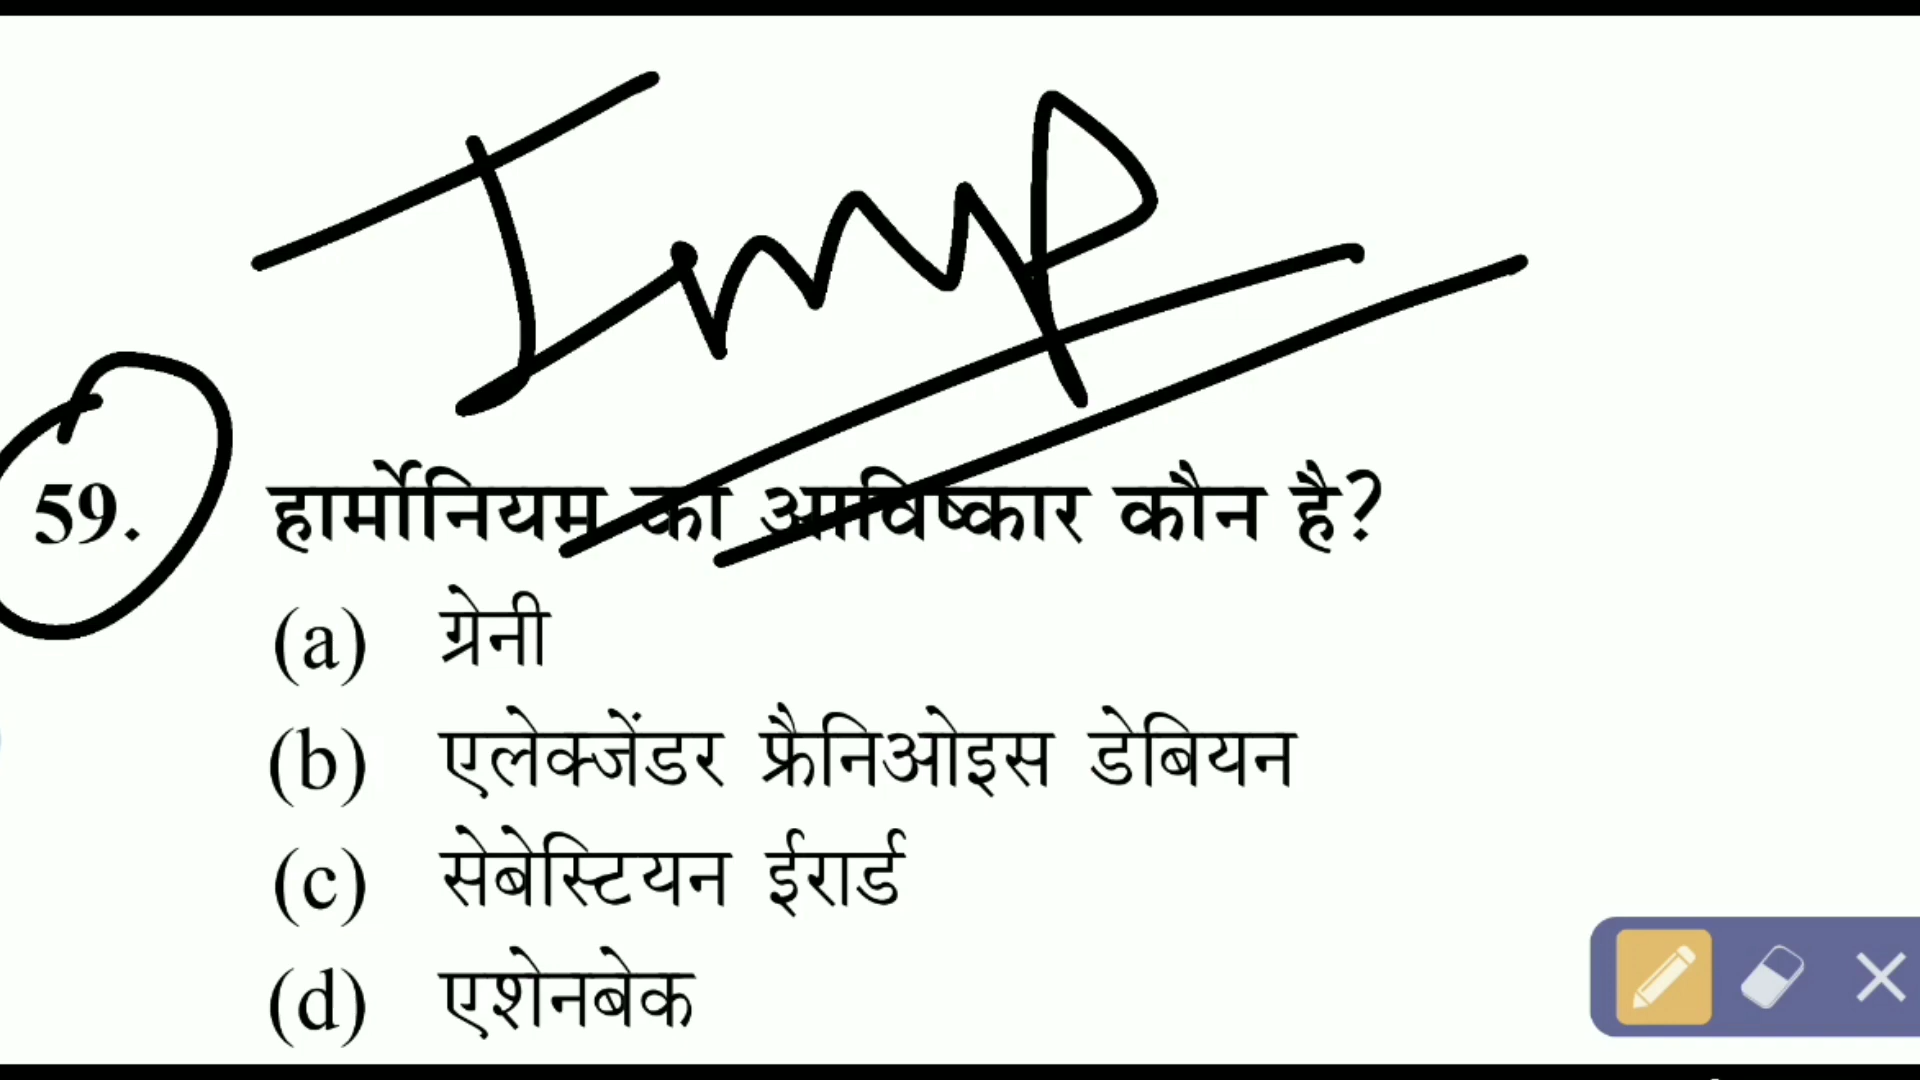 Imp
59. हार्मोनियम का आविष्कार कौन है?
(a) ग्रेनी
(b) एलेक्जेंडर फ्रैनिओइस डेबियन
(c) सेबेस्टियन ईरार्ड
(d) एशेनबेक